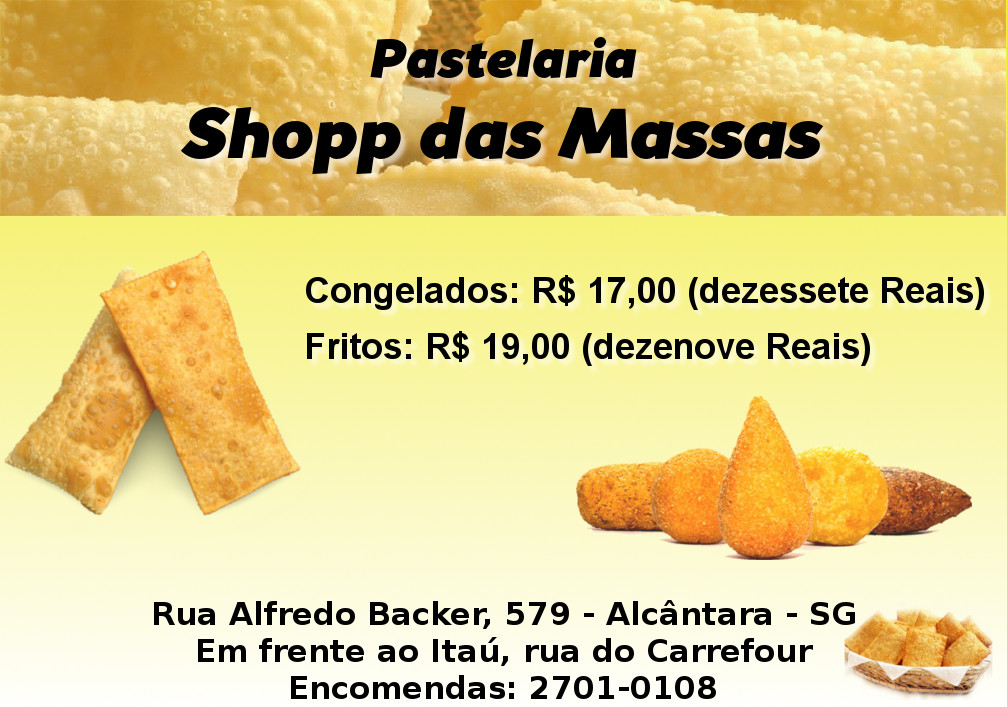 Pastelaria
Shopp das Massas
Congelados: R$ 17,00 (dezessete Reais)
Fritos: R$ 19,00 (dezenove Reais)
Rua Alfredo Backer, 579 - Alcântara - SG
Em frente ao Itaú, rua do Carrefour
Encomendas: 2701-0108